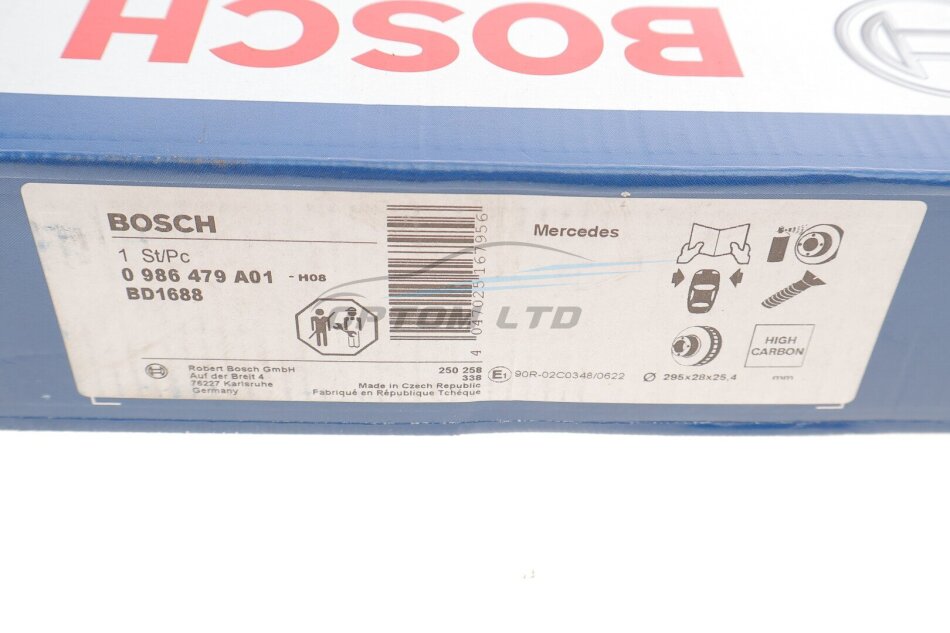 BOSCH
BOSCH
1 St/Pc
0 986 479 A01 - H08
BD1688
4 047025 167956
Mercedes
OPTOM LTD
Robert Bosch GmbH
Auf der Breit 4
76227 Karlsruhe
Germany
250 258
338
Made in Czech Republic
Fabriqué en République Tchèque
E1 90R-02C0348/0622
Ø 295x28x25,4 mm
HIGH
CARBON